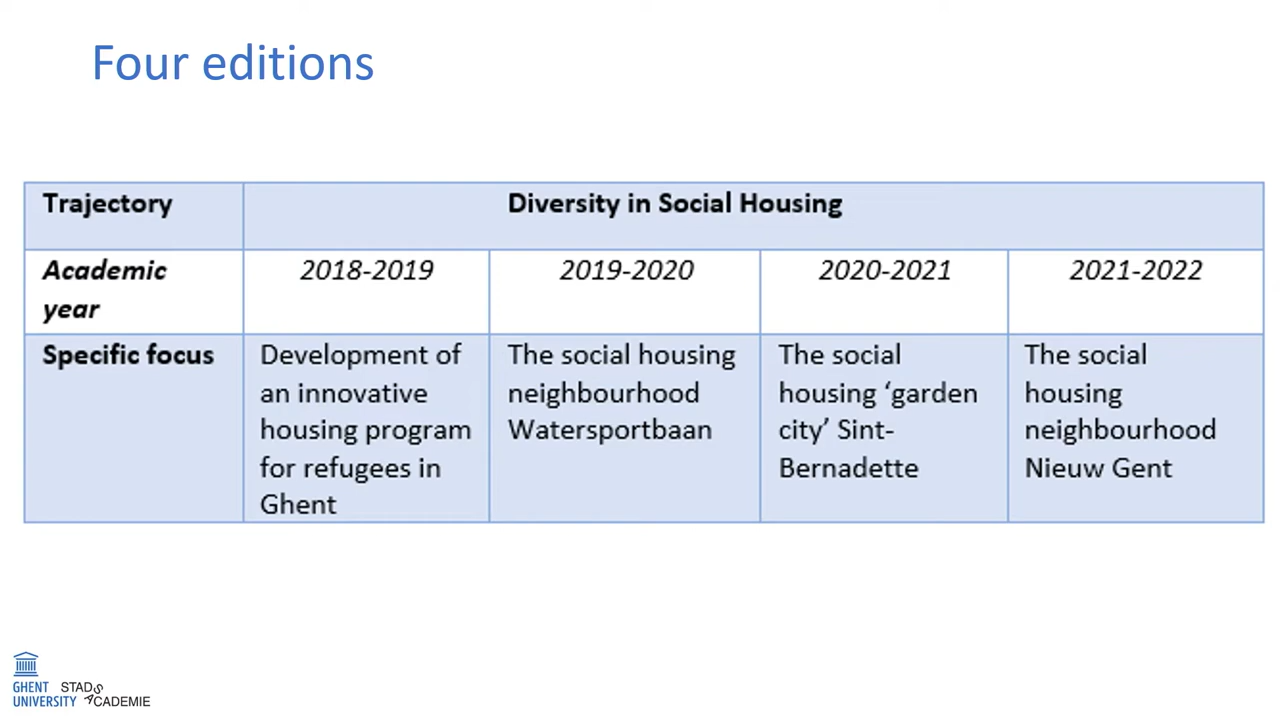 Four editions
Trajectory
Diversity in Social Housing
Academic
year
2018-2019
2019-2020
2020-2021
2021-2022
Specific focus
Development of
an innovative
housing program
for refugees in
Ghent
The social housing
neighbourhood
Watersportbaan
The social
housing ‘garden
city’ Sint-
Bernadette
The social
housing
neighbourhood
Nieuw Gent
GHENT
UNIVERSITY
STADS
ACADEMIE